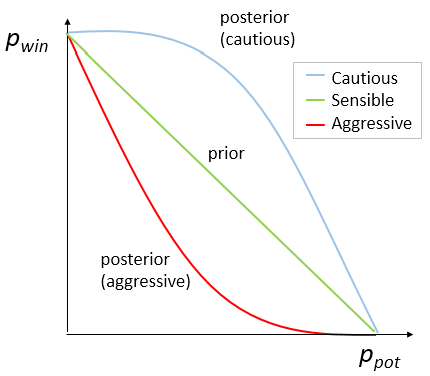 posterior
(cautious)
p_win
Cautious
Sensible
Aggressive
prior
posterior
(aggressive)
p_pot